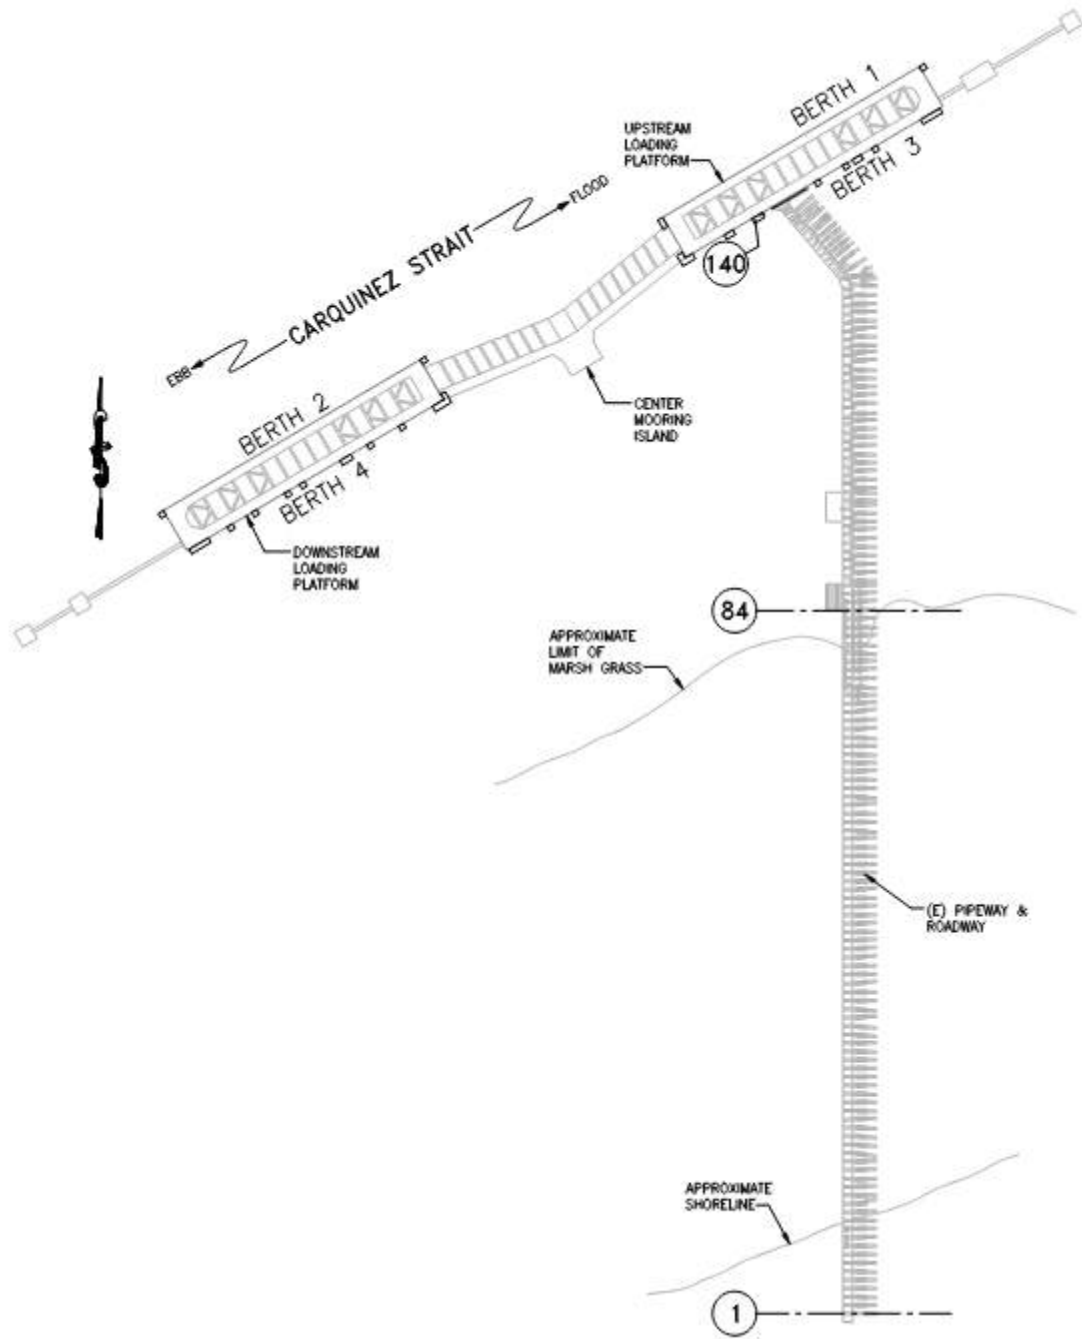 BERTH 1
UPSTREAM
LOADING
PLATFORM
BERTH 3
FLOOD
CARQUINEZ STRAIT
EBB
140
BERTH 2
CENTER
MOORING
ISLAND
BERTH 4
DOWNSTREAM
LOADING
PLATFORM
84
APPROXIMATE
LIMIT OF
MARSH GRASS
(E) PIPEWAY &
ROADWAY
APPROXIMATE
SHORELINE
1